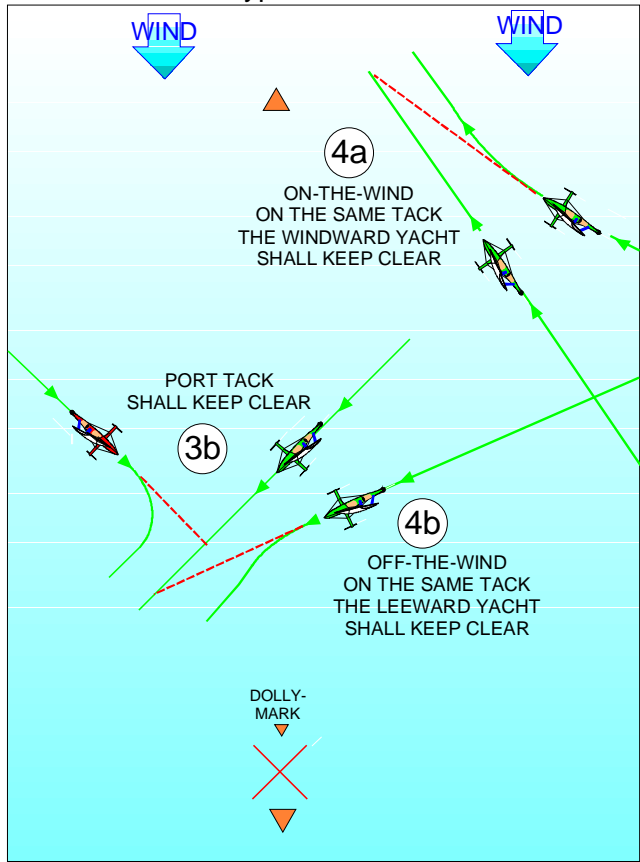 WIND
WIND
4a
ON-THE-WIND
ON THE SAME TACK
THE WINDWARD YACHT
SHALL KEEP CLEAR
PORT TACK
SHALL KEEP CLEAR
3b
4b
OFF-THE-WIND
ON THE SAME TACK
THE LEEWARD YACHT
SHALL KEEP CLEAR
DOLLY-
MARK